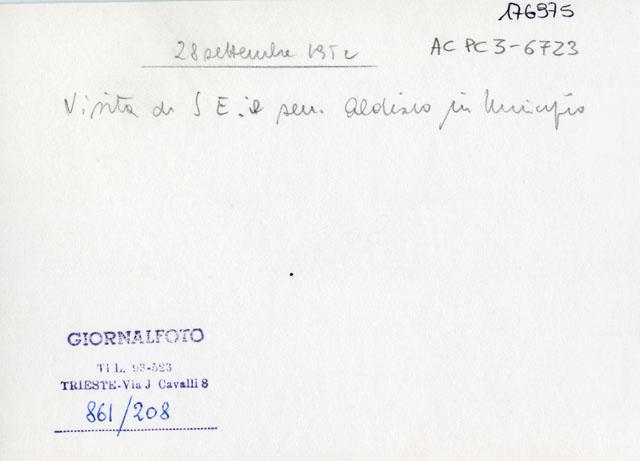 176975
28 settembre 1952
AC PC 3-6723
Visita di S E. il sen. Aldisio in Municipio
GIORNALFOTO
TEL. 93-523
TRIESTE-Via J Cavalli 8
861/208